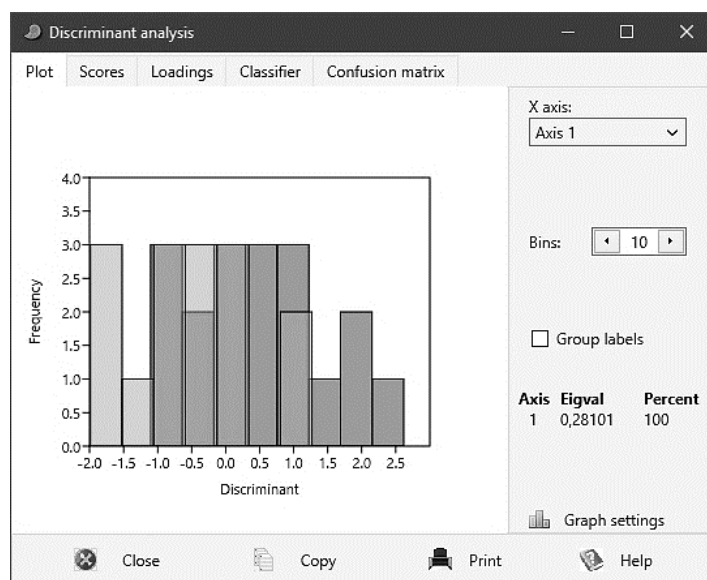 Discriminant analysis
Plot Scores Loadings Classifier Confusion matrix
X axis:
Axis 1
4.0
3.5
3.0
2.5
2.0
1.5
1.0
0.5
0.0
Frequency
-2.0 -1.5 -1.0 -0.5 0.0 0.5 1.0 1.5 2.0 2.5
Discriminant
Bins: 10
Group labels
Axis Eigval Percent
1 0,28101 100
Graph settings
Close Copy Print Help